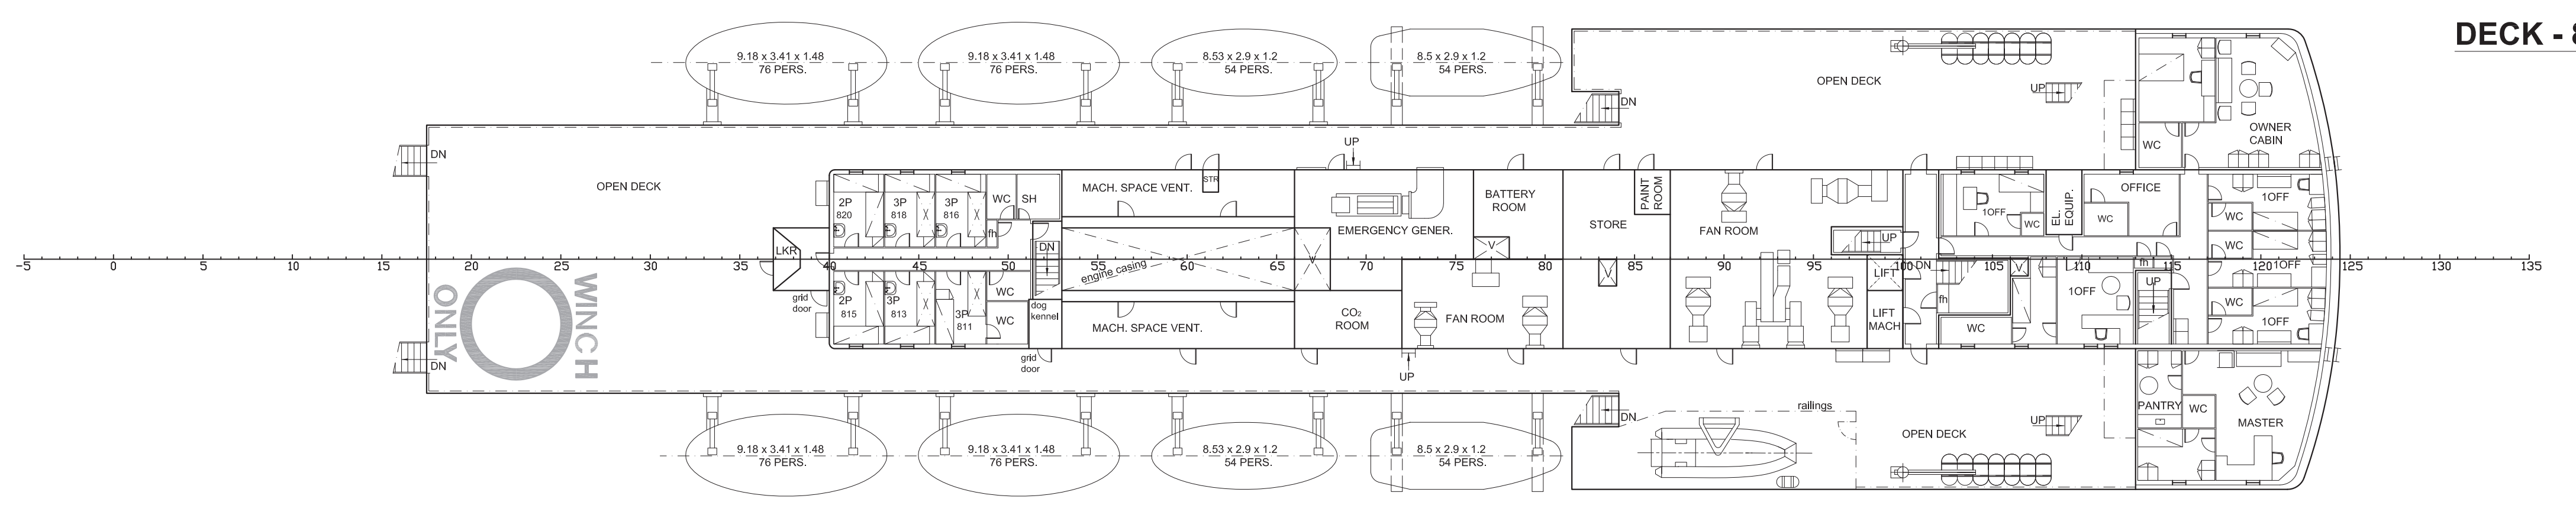 DECK - 8
9.18 x 3.41 x 1.48
76 PERS.
9.18 x 3.41 x 1.48
76 PERS.
8.53 x 2.9 x 1.2
54 PERS.
8.5 x 2.9 x 1.2
54 PERS.
OPEN DECK
UP
DN
OWNER
CABIN
WC
DN
OPEN DECK
UP
STR
MACH. SPACE VENT.
2P
820
3P
818
3P
816
WC
SH
fh
DN
EMERGENCY GENER.
BATTERY
ROOM
V
STORE
PAINT
ROOM
FAN ROOM
UP
1OFF
WC
EL.
EQUIP.
OFFICE
WC
1OFF
WC
WC
LKR
engine casing
V
V
-5 0 5 10 15 20 25 30 35 40 45 50 55 60 65 70 75 80 85 90 95 100 105 110 115 120 125 130 135
LIFT
DN
V
fh
UP
1OFF
WC
1OFF
grid
door
2P
815
3P
813
3P
811
WC
WC
dog
kennel
MACH. SPACE VENT.
CO2
ROOM
FAN ROOM
LIFT
MACH
fh
WC
1OFF
WINCH
ONLY
grid
door
DN
UP
PANTRY
WC
MASTER
DN
railings
OPEN DECK
UP
9.18 x 3.41 x 1.48
76 PERS.
9.18 x 3.41 x 1.48
76 PERS.
8.53 x 2.9 x 1.2
54 PERS.
8.5 x 2.9 x 1.2
54 PERS.